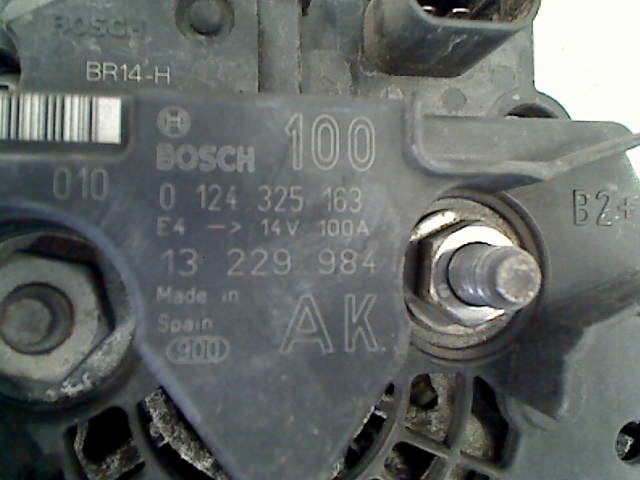 BOSCH
BR14-H
BOSCH 100
010
0 124 325 163
E4 -> 14V 100A
13 229 984
Made in
Spain
AK
900
B2+